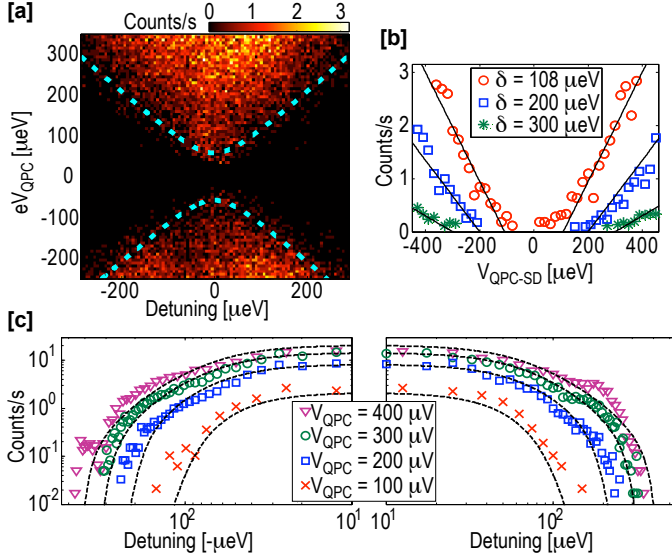 [a]
Counts/s
0 1 2 3
eV_QPC [μeV]
300
200
100
0
-100
-200
-200 0 200
Detuning [μeV]
[b]
Counts/s
3
2
1
0
δ = 108 μeV
δ = 200 μeV
δ = 300 μeV
-400 -200 0 200 400
V_QPC-SD [μeV]
[c]
Counts/s
10^1
10^0
10^-1
10^-2
V_QPC = 400 μV
V_QPC = 300 μV
V_QPC = 200 μV
V_QPC = 100 μV
10^2 10^1 10^1 10^2
Detuning [-μeV] Detuning [μeV]